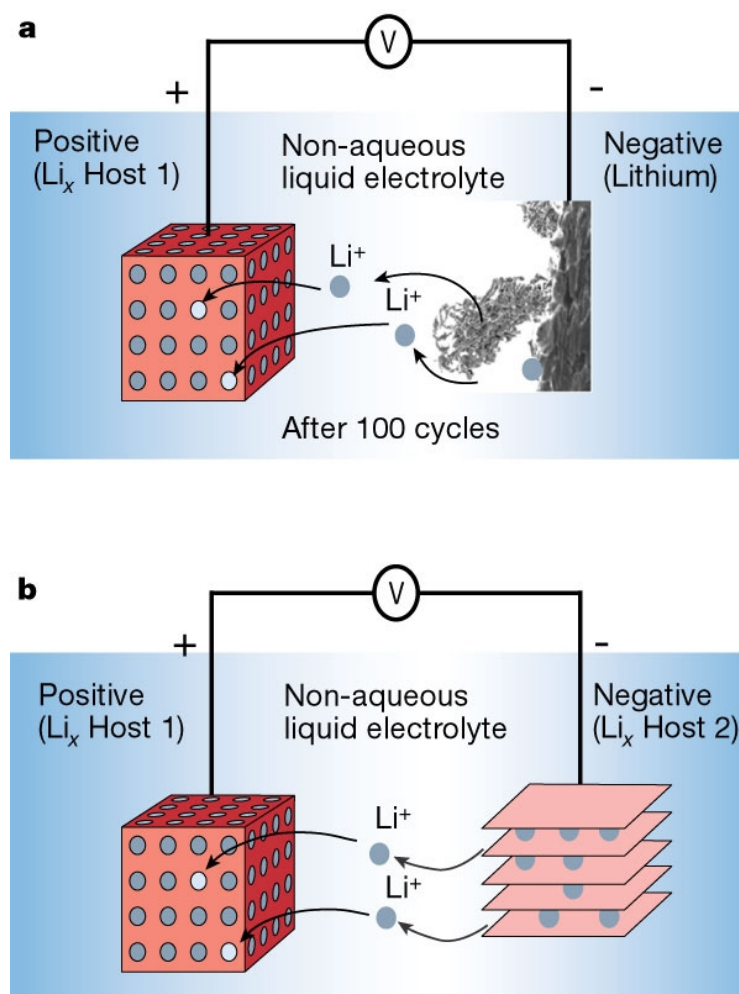 a
V
+
-
Positive
(Liₓ Host 1)
Non-aqueous
liquid electrolyte
Negative
(Lithium)
Li⁺
Li⁺
After 100 cycles
b
V
+
-
Positive
(Liₓ Host 1)
Non-aqueous
liquid electrolyte
Negative
(Liₓ Host 2)
Li⁺
Li⁺